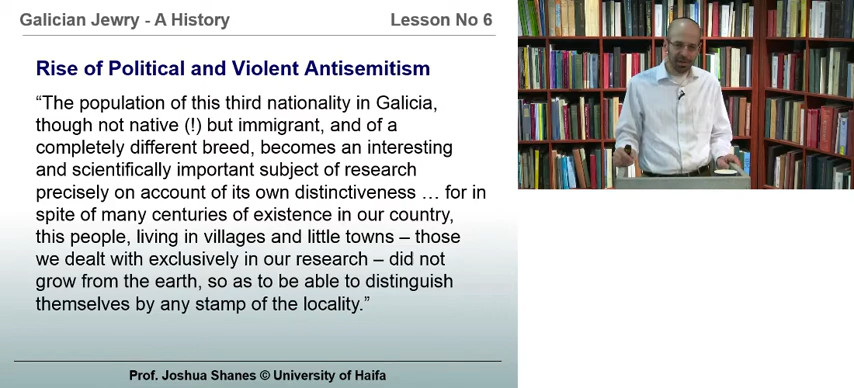 Galician Jewry - A History Lesson No 6
Rise of Political and Violent Antisemitism
“The population of this third nationality in Galicia,
though not native (!) but immigrant, and of a
completely different breed, becomes an interesting
and scientifically important subject of research
precisely on account of its own distinctiveness … for in
spite of many centuries of existence in our country,
this people, living in villages and little towns – those
we dealt with exclusively in our research – did not
grow from the earth, so as to be able to distinguish
themselves by any stamp of the locality.”
Prof. Joshua Shanes © University of Haifa